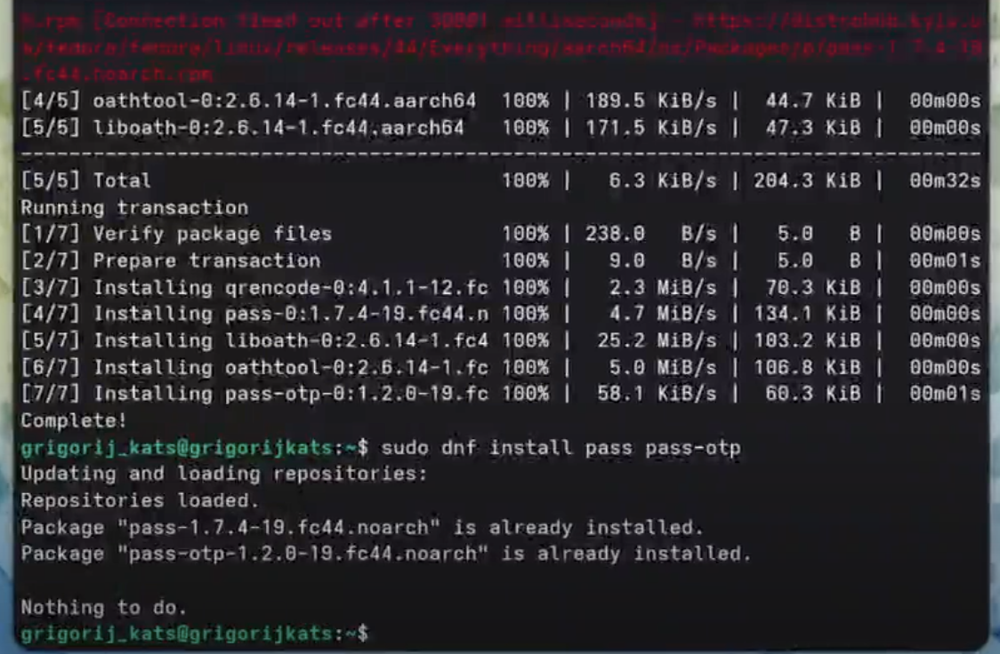 %.rpm [Connection timed out after 30001 milliseconds] - https://distrohub.kyiv.u
a/fedora/fedora/linux/releases/44/Everything/aarch64/os/Packages/p/pass-1.7.4-19
.fc44.noarch.rpm
[4/5] oathtool-0:2.6.14-1.fc44.aarch64 100% | 189.5 KiB/s | 44.7 KiB | 00m00s
[5/5] liboath-0:2.6.14-1.fc44.aarch64 100% | 171.5 KiB/s | 47.3 KiB | 00m00s
--------------------------------------------------------------------------------
[5/5] Total 100% | 6.3 KiB/s | 204.3 KiB | 00m32s
Running transaction
[1/7] Verify package files 100% | 238.0 B/s | 5.0 B | 00m00s
[2/7] Prepare transaction 100% | 9.0 B/s | 5.0 B | 00m01s
[3/7] Installing qrencode-0:4.1.1-12.fc 100% | 2.3 MiB/s | 70.3 KiB | 00m00s
[4/7] Installing pass-0:1.7.4-19.fc44.n 100% | 4.7 MiB/s | 134.1 KiB | 00m00s
[5/7] Installing liboath-0:2.6.14-1.fc4 100% | 25.2 MiB/s | 103.2 KiB | 00m00s
[6/7] Installing oathtool-0:2.6.14-1.fc 100% | 5.0 MiB/s | 106.8 KiB | 00m00s
[7/7] Installing pass-otp-0:1.2.0-19.fc 100% | 58.1 KiB/s | 60.3 KiB | 00m01s
Complete!
grigorij_kats@grigorijkats:~$ sudo dnf install pass pass-otp
Updating and loading repositories:
Repositories loaded.
Package "pass-1.7.4-19.fc44.noarch" is already installed.
Package "pass-otp-1.2.0-19.fc44.noarch" is already installed.
Nothing to do.
grigorij_kats@grigorijkats:~$